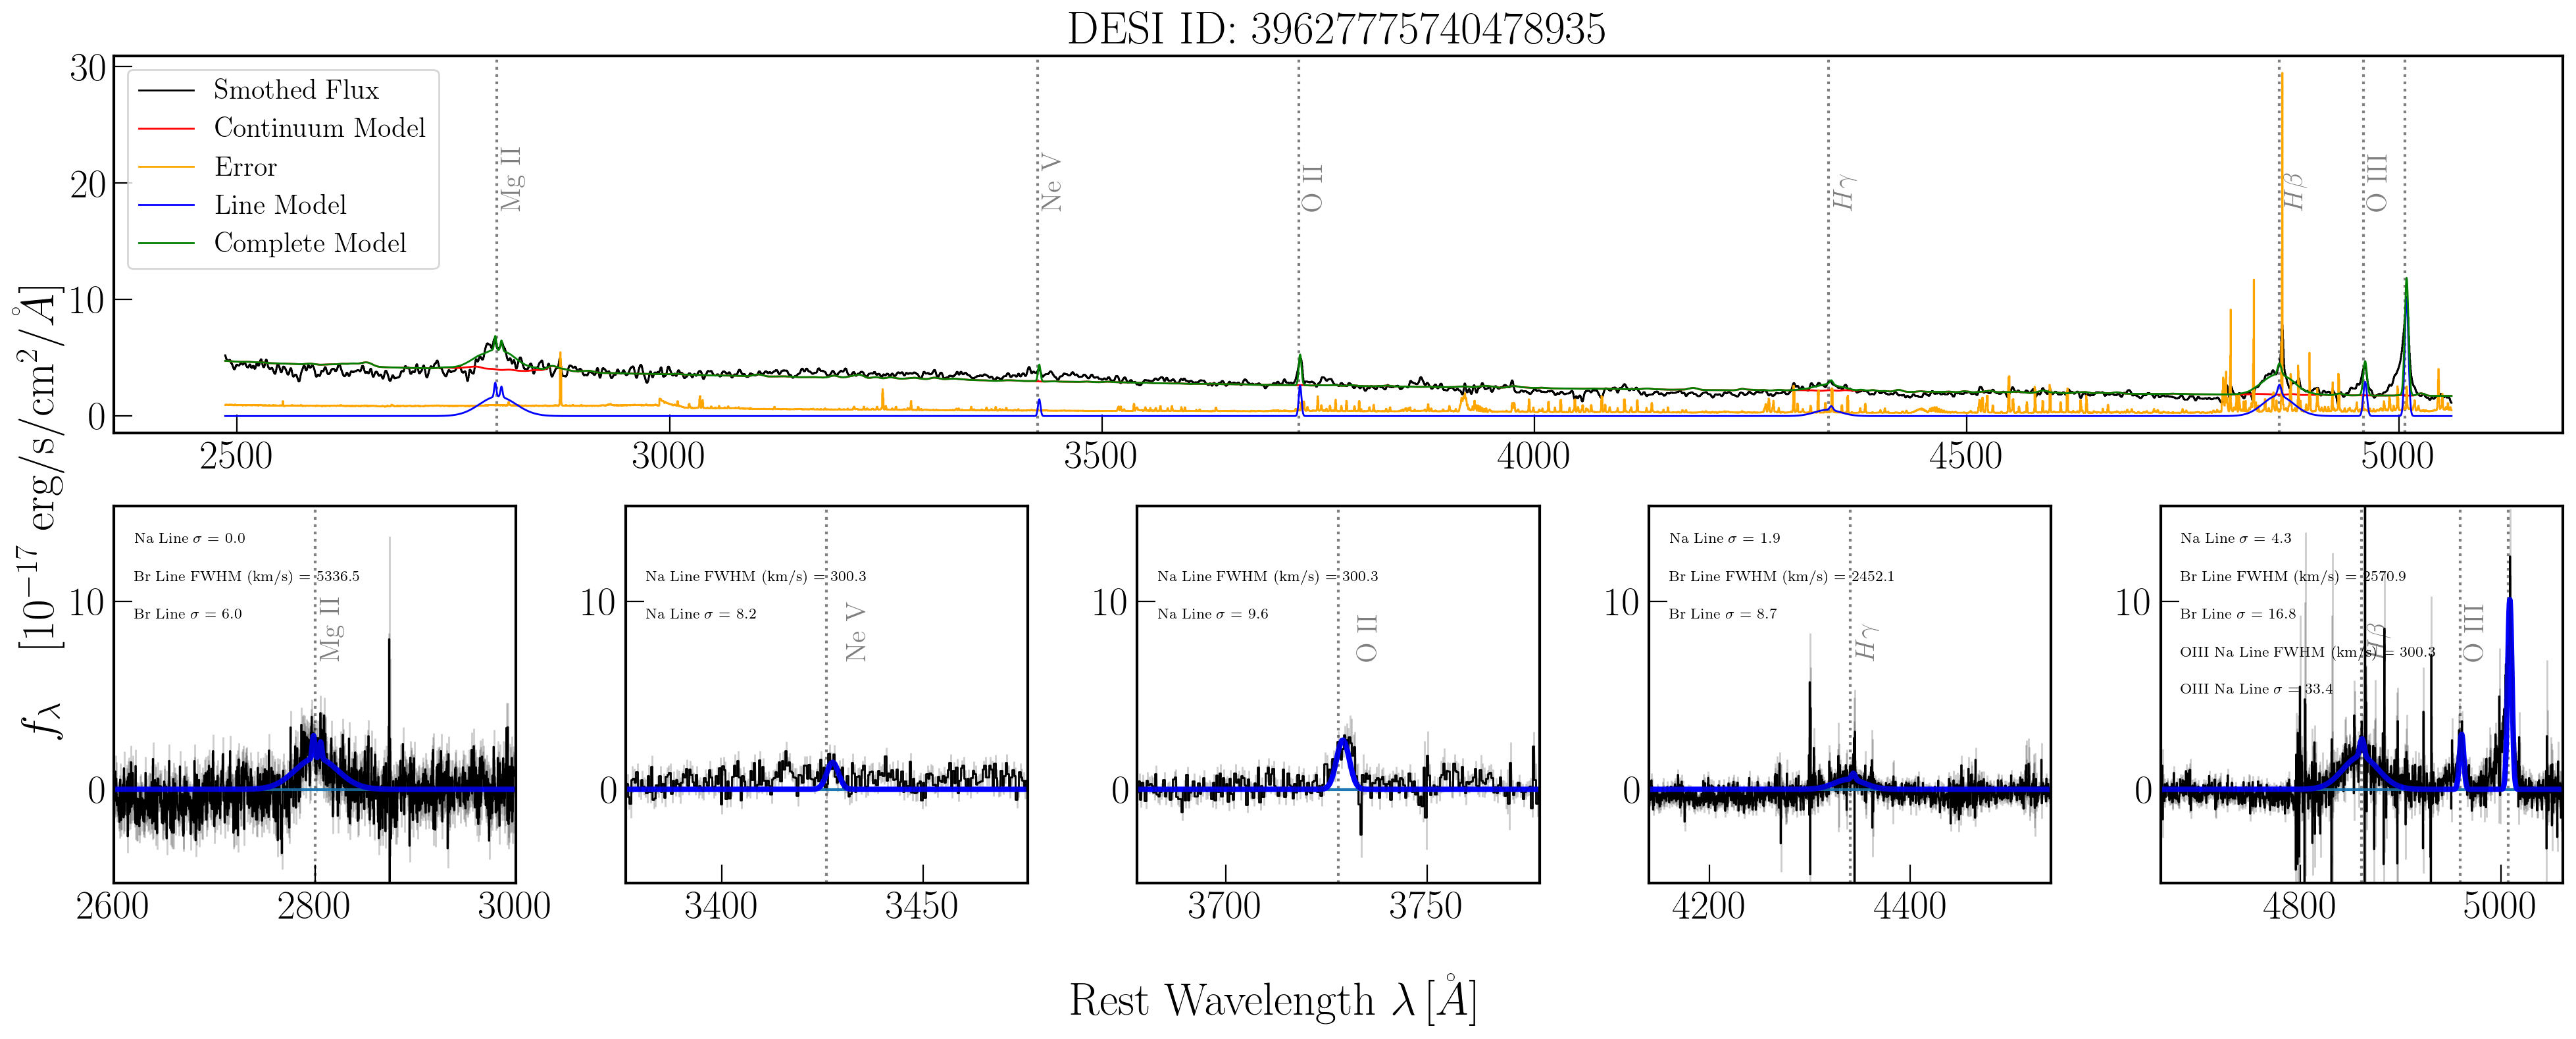 DESI ID: 39627775740478935
30
20
10
0
Smothed Flux
Continuum Model
Error
Line Model
Complete Model
Mg II
Ne V
O II
Hγ
Hβ
O III
2500 3000 3500 4000 4500 5000
f_λ [10^{-17} erg/s/cm^2/Å]
10
0
Na Line σ = 0.0
Br Line FWHM (km/s) = 5336.5
Br Line σ = 6.0
Mg II
2600 2800 3000
10
0
Na Line FWHM (km/s) = 300.3
Na Line σ = 8.2
Ne V
3400 3450
10
0
Na Line FWHM (km/s) = 300.3
Na Line σ = 9.6
O II
3700 3750
10
0
Na Line σ = 1.9
Br Line FWHM (km/s) = 2452.1
Br Line σ = 8.7
Hγ
4200 4400
10
0
Na Line σ = 4.3
Br Line FWHM (km/s) = 2570.9
Br Line σ = 16.8
OIII Na Line FWHM (km/s) = 300.3
OIII Na Line σ = 33.4
Hβ
O III
4800 5000
Rest Wavelength λ [Å]